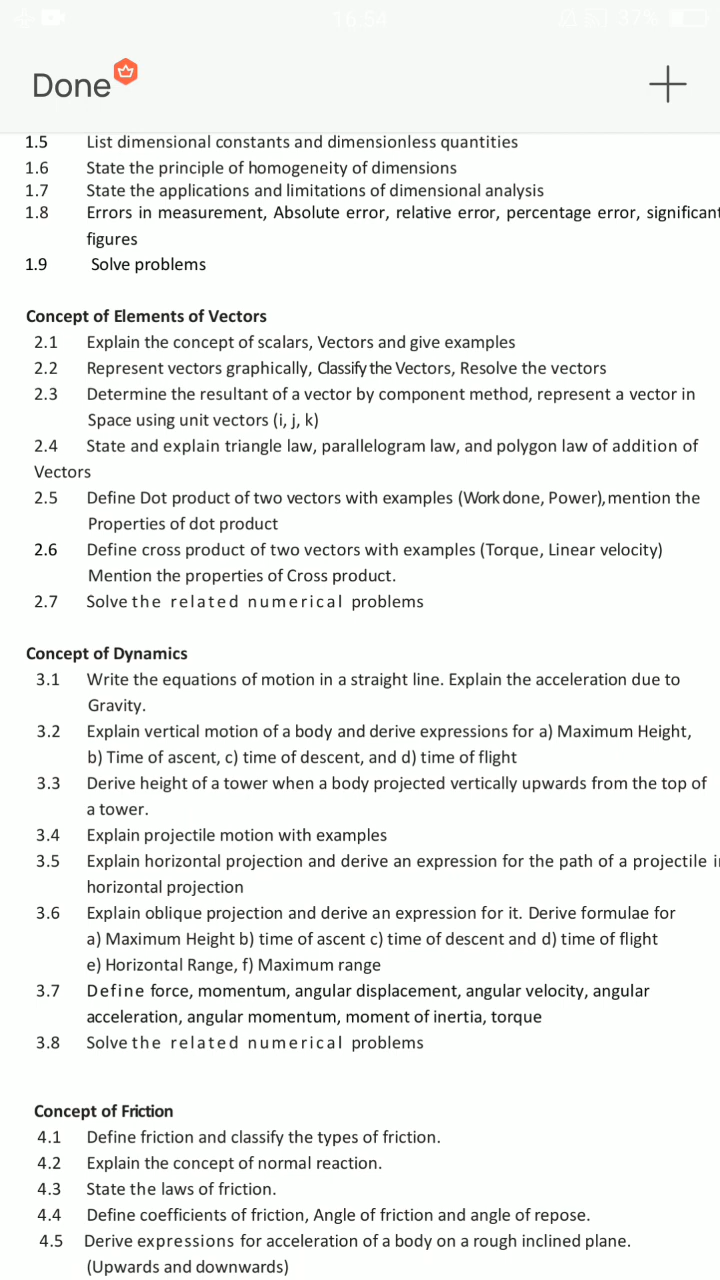 16:54
37%
Done
1.5 List dimensional constants and dimensionless quantities
1.6 State the principle of homogeneity of dimensions
1.7 State the applications and limitations of dimensional analysis
1.8 Errors in measurement, Absolute error, relative error, percentage error, significant
figures
1.9 Solve problems
Concept of Elements of Vectors
2.1 Explain the concept of scalars, Vectors and give examples
2.2 Represent vectors graphically, Classify the Vectors, Resolve the vectors
2.3 Determine the resultant of a vector by component method, represent a vector in
Space using unit vectors (i, j, k)
2.4 State and explain triangle law, parallelogram law, and polygon law of addition of
Vectors
2.5 Define Dot product of two vectors with examples (Work done, Power), mention the
Properties of dot product
2.6 Define cross product of two vectors with examples (Torque, Linear velocity)
Mention the properties of Cross product.
2.7 Solve the related numerical problems
Concept of Dynamics
3.1 Write the equations of motion in a straight line. Explain the acceleration due to
Gravity.
3.2 Explain vertical motion of a body and derive expressions for a) Maximum Height,
b) Time of ascent, c) time of descent, and d) time of flight
3.3 Derive height of a tower when a body projected vertically upwards from the top of
a tower.
3.4 Explain projectile motion with examples
3.5 Explain horizontal projection and derive an expression for the path of a projectile i
horizontal projection
3.6 Explain oblique projection and derive an expression for it. Derive formulae for
a) Maximum Height b) time of ascent c) time of descent and d) time of flight
e) Horizontal Range, f) Maximum range
3.7 Define force, momentum, angular displacement, angular velocity, angular
acceleration, angular momentum, moment of inertia, torque
3.8 Solve the related numerical problems
Concept of Friction
4.1 Define friction and classify the types of friction.
4.2 Explain the concept of normal reaction.
4.3 State the laws of friction.
4.4 Define coefficients of friction, Angle of friction and angle of repose.
4.5 Derive expressions for acceleration of a body on a rough inclined plane.
(Upwards and downwards)